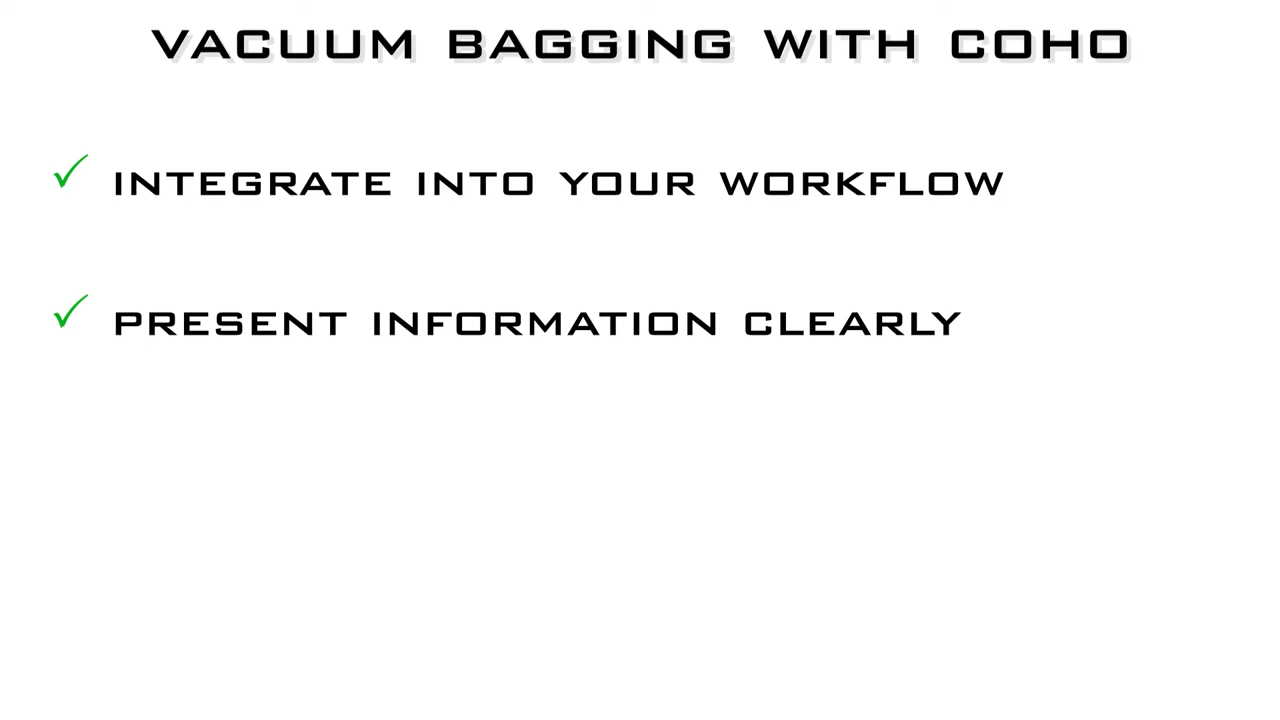 VACUUM BAGGING WITH COHO
✓ INTEGRATE INTO YOUR WORKFLOW
✓ PRESENT INFORMATION CLEARLY